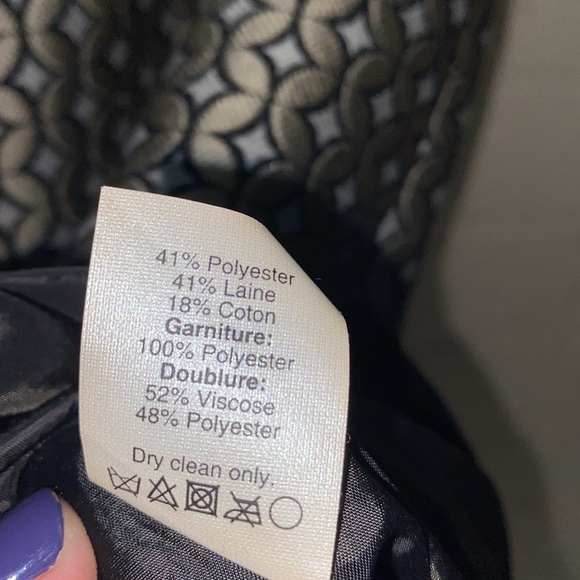 41% Polyester
41% Laine
18% Coton
Garniture:
100% Polyester
Doublure:
52% Viscose
48% Polyester
Dry clean only.